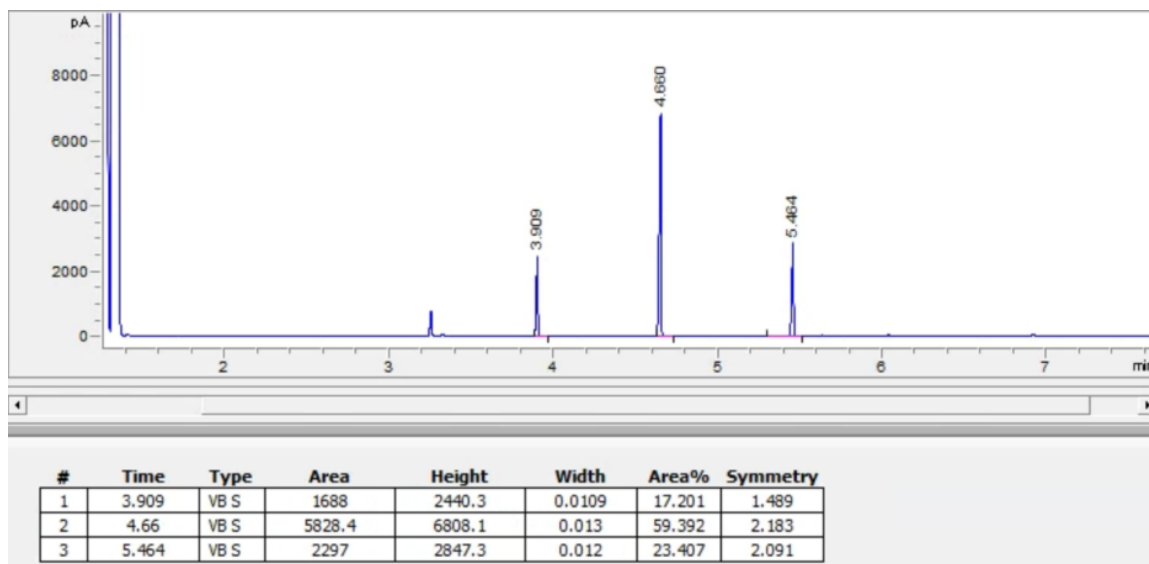 pA
8000
6000
4000
2000
0
3.909
4.660
5.464
2 3 4 5 6 7
# Time Type Area Height Width Area% Symmetry
1 3.909 VB S 1688 2440.3 0.0109 17.201 1.489
2 4.66 VB S 5828.4 6808.1 0.013 59.392 2.183
3 5.464 VB S 2297 2847.3 0.012 23.407 2.091